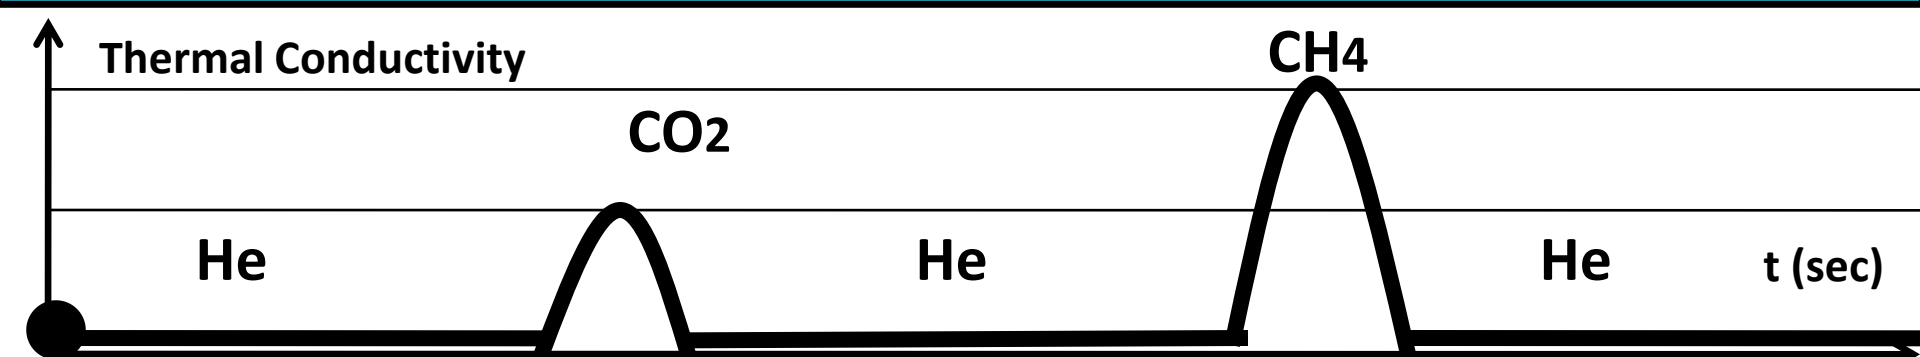 Thermal Conductivity
CH4
CO2
He
He
He
t (sec)